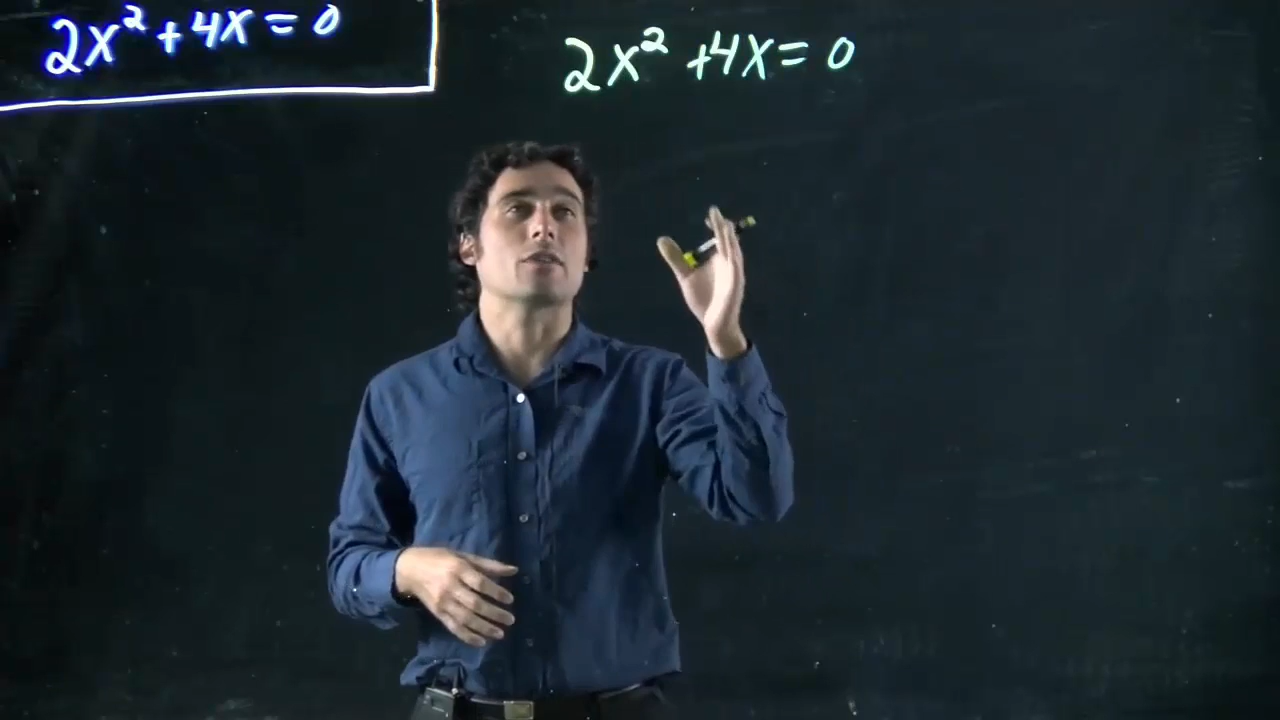 2x² + 4x = 0
2x² + 4x = 0